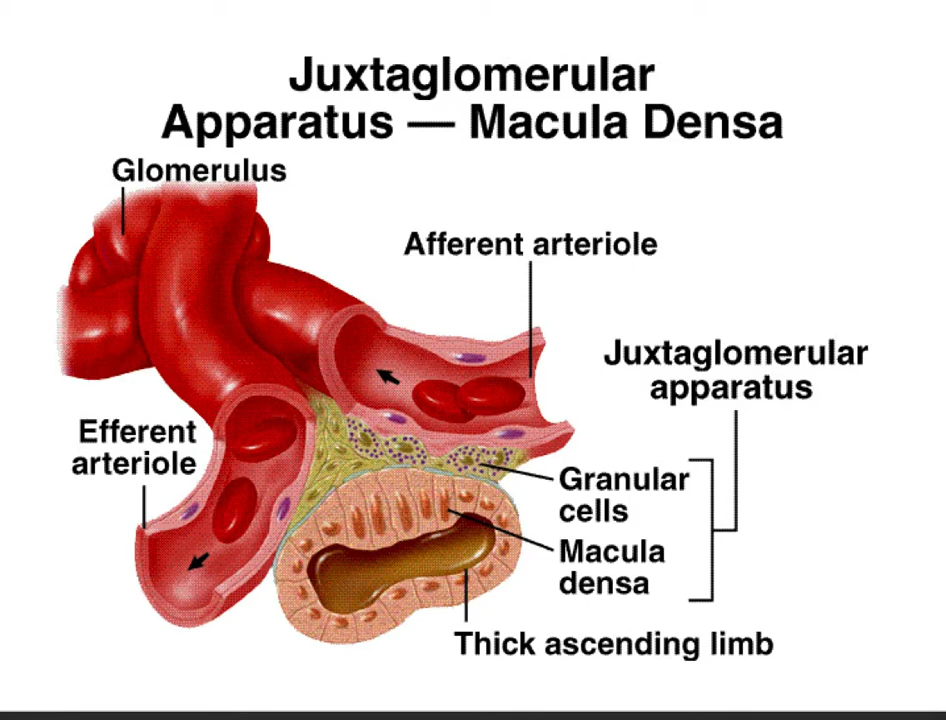 Juxtaglomerular
Apparatus — Macula Densa
Glomerulus
Afferent arteriole
Juxtaglomerular
apparatus
Efferent
arteriole
Granular
cells
Macula
densa
Thick ascending limb